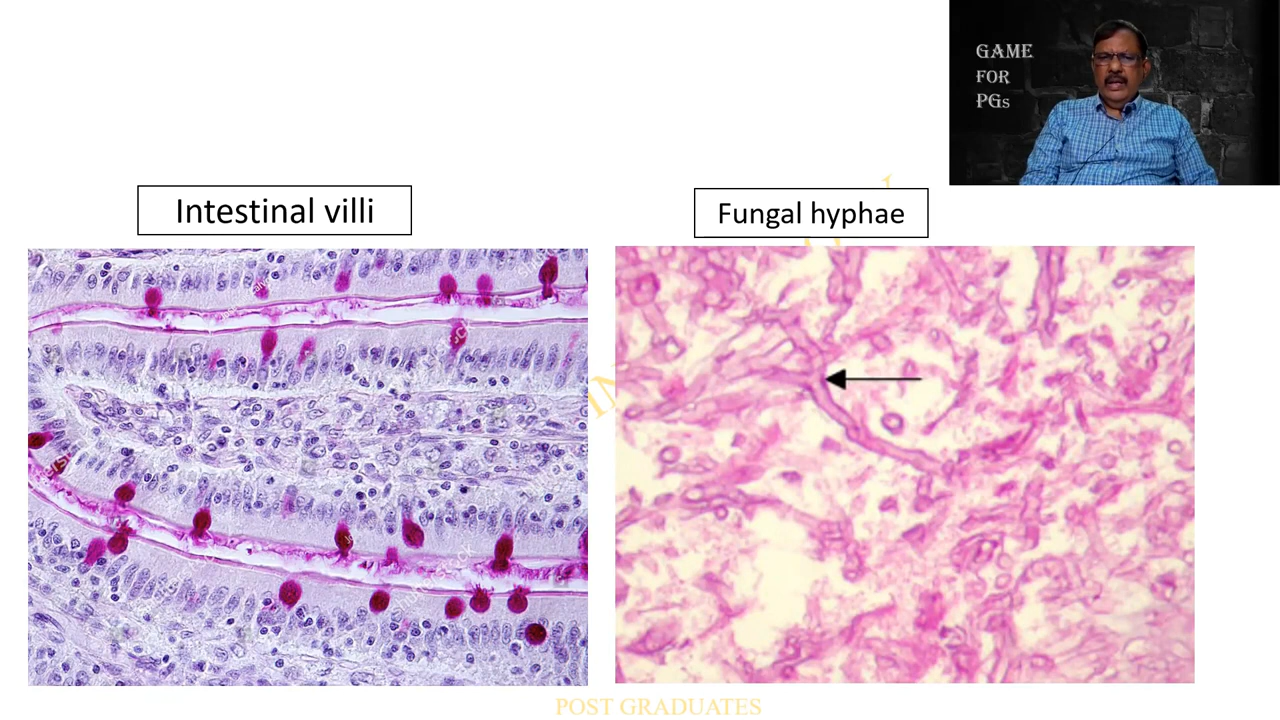 GAME
FOR
PGs
Intestinal villi
Fungal hyphae
POST GRADUATES